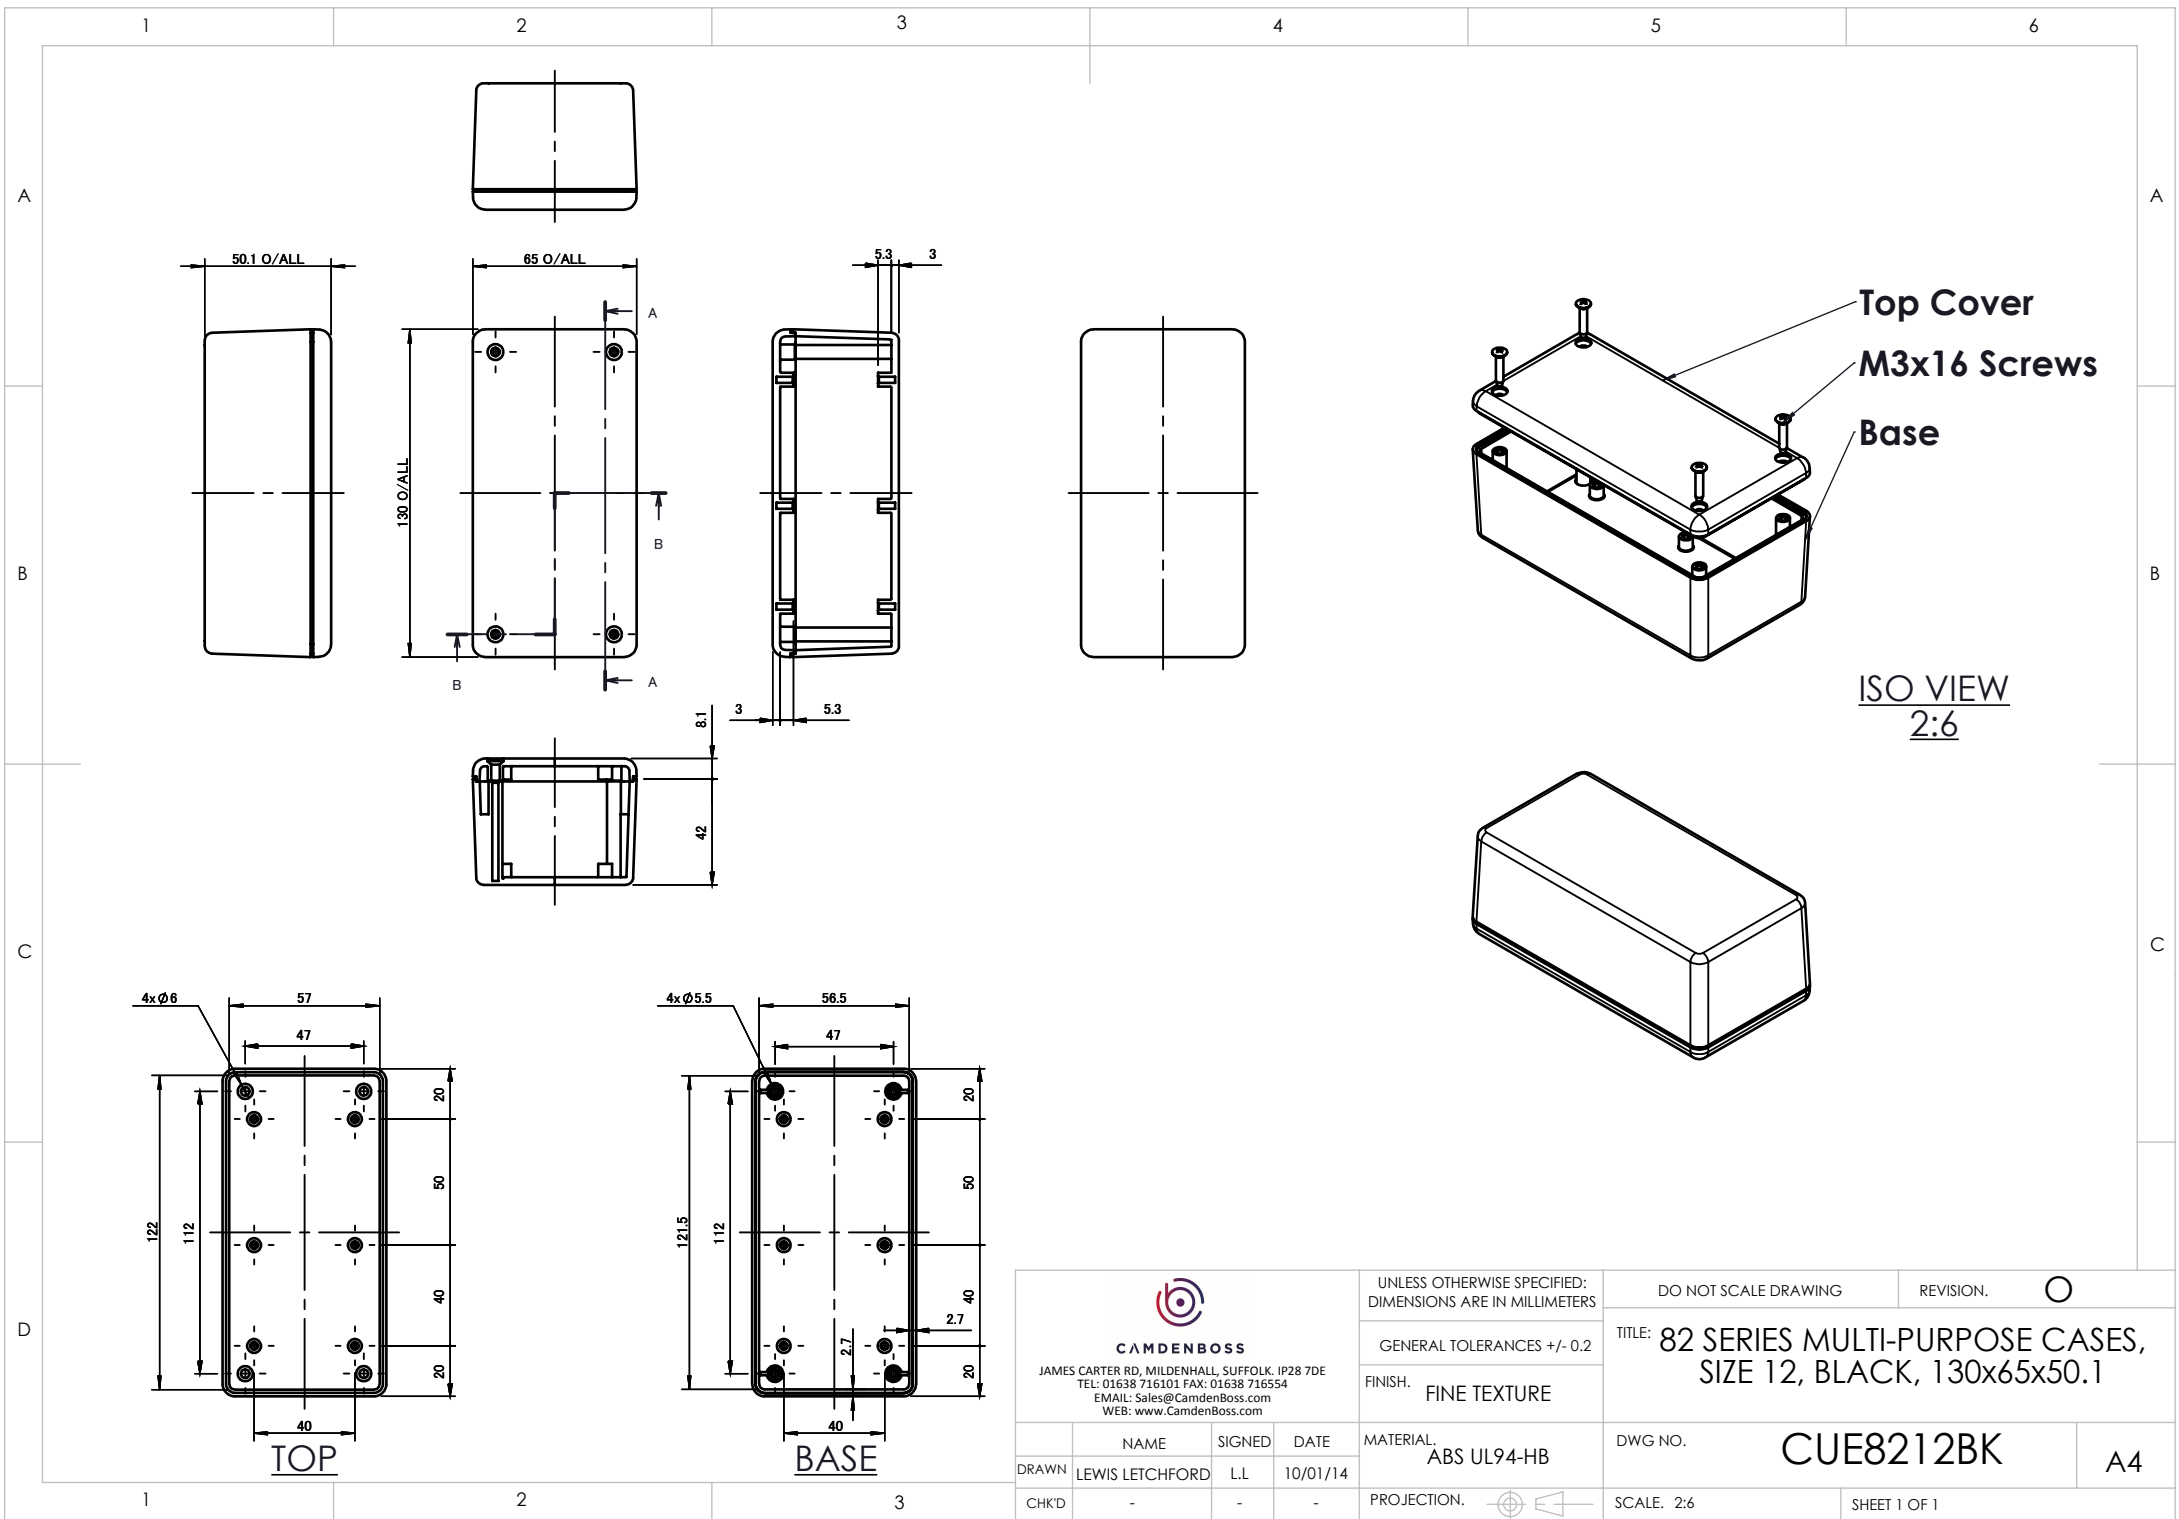 1
2
3
4
5
6
A
A
50.1 O/ALL
65 O/ALL
5.3
3
A
130 O/ALL
B
B
A
3
5.3
Top Cover
M3x16 Screws
Base
B
B
ISO VIEW
2:6
8.1
42
C
C
4xØ6
57
47
122
112
20
50
40
20
40
TOP
4xØ5.5
56.5
47
121.5
112
20
50
40
20
2.7
2.7
40
BASE
D
CAMDENBOSS
JAMES CARTER RD, MILDENHALL, SUFFOLK. IP28 7DE
TEL: 01638 716101 FAX: 01638 716554
EMAIL: Sales@CamdenBoss.com
WEB: www.CamdenBoss.com
NAME
SIGNED
DATE
DRAWN
LEWIS LETCHFORD
L.L
10/01/14
CHK'D
-
-
-
UNLESS OTHERWISE SPECIFIED:
DIMENSIONS ARE IN MILLIMETERS
GENERAL TOLERANCES +/- 0.2
FINISH.
FINE TEXTURE
MATERIAL.
ABS UL94-HB
PROJECTION.
DO NOT SCALE DRAWING
REVISION.
O
TITLE: 82 SERIES MULTI-PURPOSE CASES,
SIZE 12, BLACK, 130x65x50.1
DWG NO.
CUE8212BK
A4
SCALE. 2:6
SHEET 1 OF 1
1
2
3